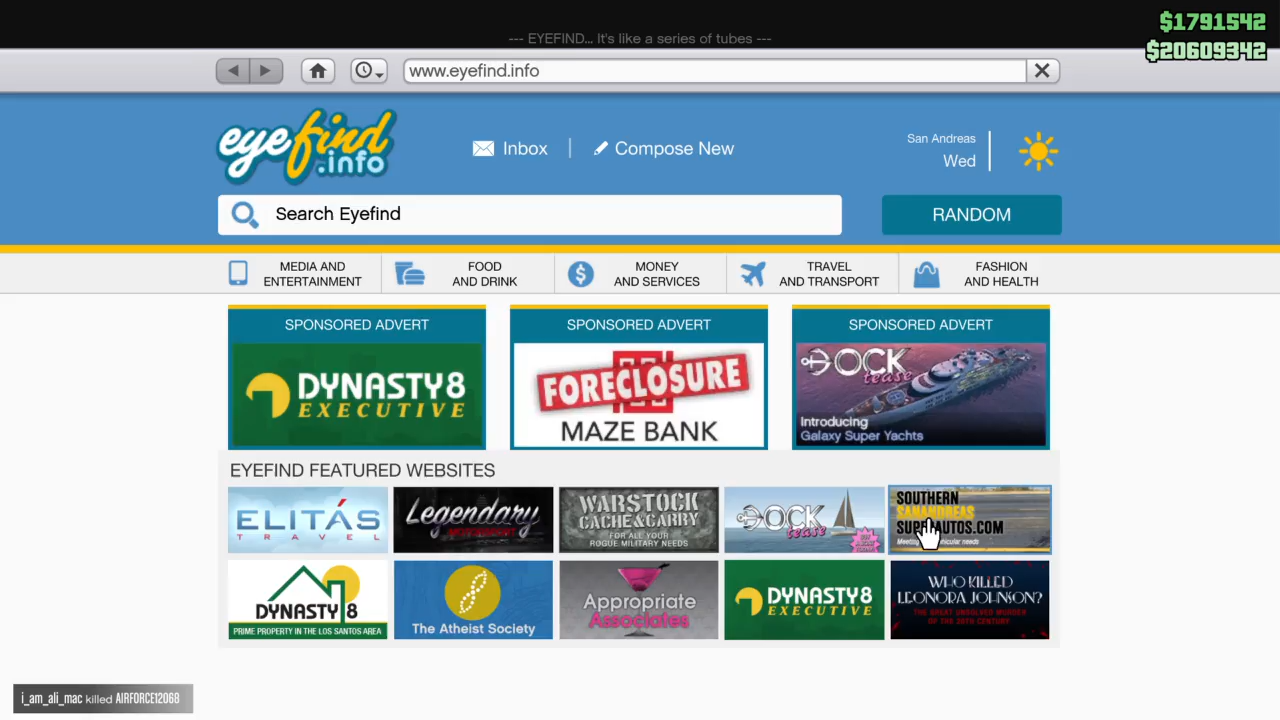 $1791542
--- EYEFIND... It's like a series of tubes ---
$20609342
www.eyefind.info
eyefind
.info
Inbox
Compose New
San Andreas
Wed
Search Eyefind
RANDOM
MEDIA AND
ENTERTAINMENT
FOOD
AND DRINK
MONEY
AND SERVICES
TRAVEL
AND TRANSPORT
FASHION
AND HEALTH
SPONSORED ADVERT
DYNASTY8
EXECUTIVE
SPONSORED ADVERT
FORECLOSURE
MAZE BANK
SPONSORED ADVERT
DOCK
tease
Introducing
Galaxy Super Yachts
EYEFIND FEATURED WEBSITES
ELITÁS
TRAVEL
Legendary
MOTORSPORT
WARSTOCK
CACHE&CARRY
FOR ALL YOUR
ROGUE MILITARY NEEDS
DOCK
tease
SOUTHERN
SANANDREAS
SUPERAUTOS.COM
DYNASTY 8
PRIME PROPERTY IN THE LOS SANTOS AREA
The Atheist Society
Appropriate
Associates
DYNASTY8
EXECUTIVE
WHO KILLED
LEONORA JOHNSON?
THE GREAT UNSOLVED MURDER
OF THE 20TH CENTURY
i_am_ali_mac killed AIRFORCE12068